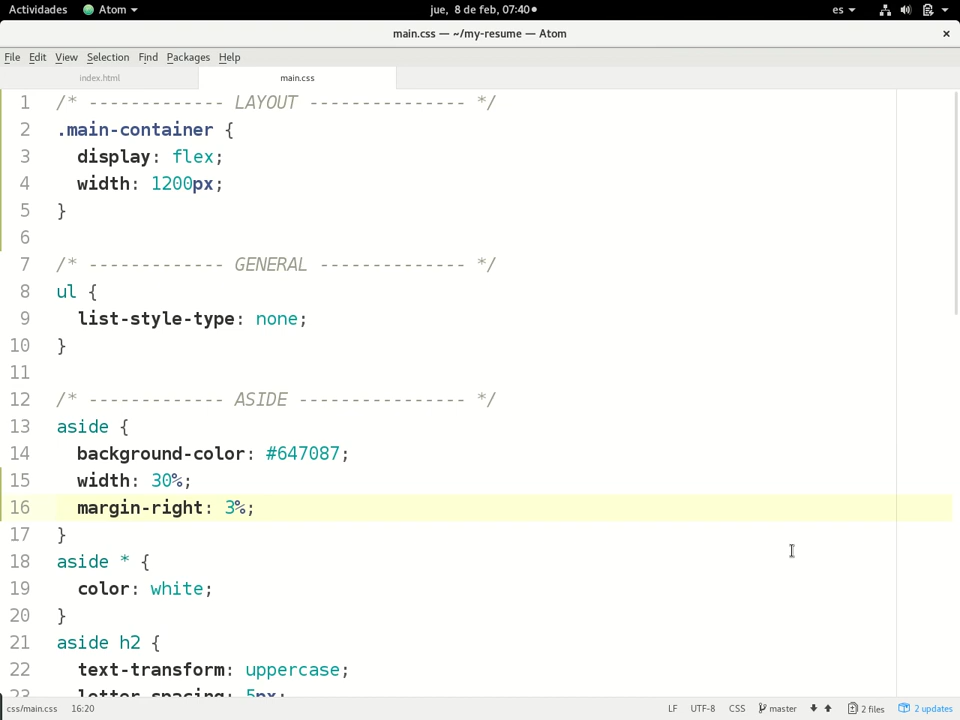 Actividades Atom jue, 8 de feb, 07:40 es
main.css — ~/my-resume — Atom
File Edit View Selection Find Packages Help
index.html main.css
1 /* ------------- LAYOUT --------------- */
2 .main-container {
3 display: flex;
4 width: 1200px;
5 }
6
7 /* ------------- GENERAL -------------- */
8 ul {
9 list-style-type: none;
10 }
11
12 /* ------------- ASIDE ---------------- */
13 aside {
14 background-color: #647087;
15 width: 30%;
16 margin-right: 3%;
17 }
18 aside * {
19 color: white;
20 }
21 aside h2 {
22 text-transform: uppercase;
23 letter-spacing: 5px;
css/main.css 16:20 LF UTF-8 CSS master 2 files 2 updates